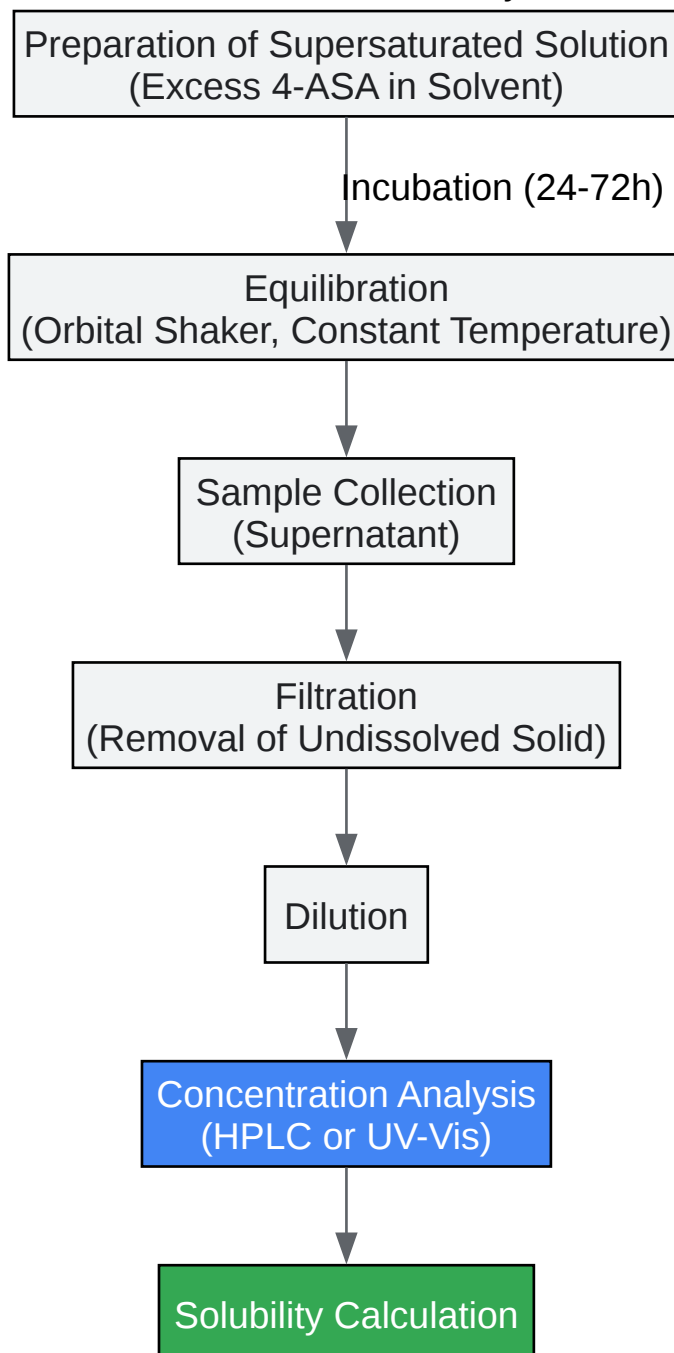 Preparation of Supersaturated Solution
(Excess 4-ASA in Solvent)
Incubation (24-72h)
Equilibration
(Orbital Shaker, Constant Temperature)
Sample Collection
(Supernatant)
Filtration
(Removal of Undissolved Solid)
Dilution
Concentration Analysis
(HPLC or UV-Vis)
Solubility Calculation